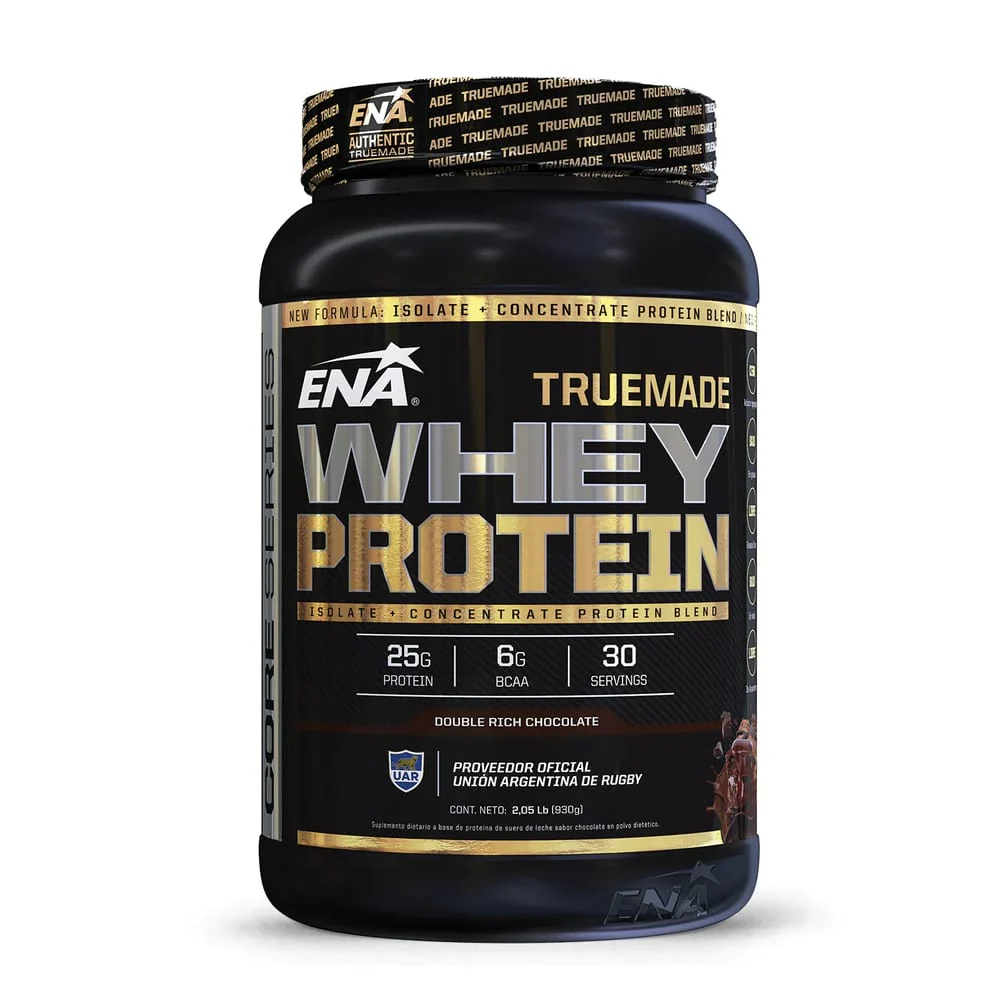 ENA
AUTHENTIC
TRUEMADE
TRUEMADE TRUEMADE TRUEMADE
NEW FORMULA: ISOLATE + CONCENTRATE PROTEIN BLEND /
CORE SERIES
ENA®
TRUEMADE
WHEY
PROTEIN
ISOLATE + CONCENTRATE PROTEIN BLEND
25G
PROTEIN
6G
BCAA
30
SERVINGS
DOUBLE RICH CHOCOLATE
UAR
PROVEEDOR OFICIAL
UNIÓN ARGENTINA DE RUGBY
CONT. NETO: 2,05 Lb (930g)
Suplemento dietario a base de proteína de suero de leche sabor chocolate en polvo dietético.
ENA